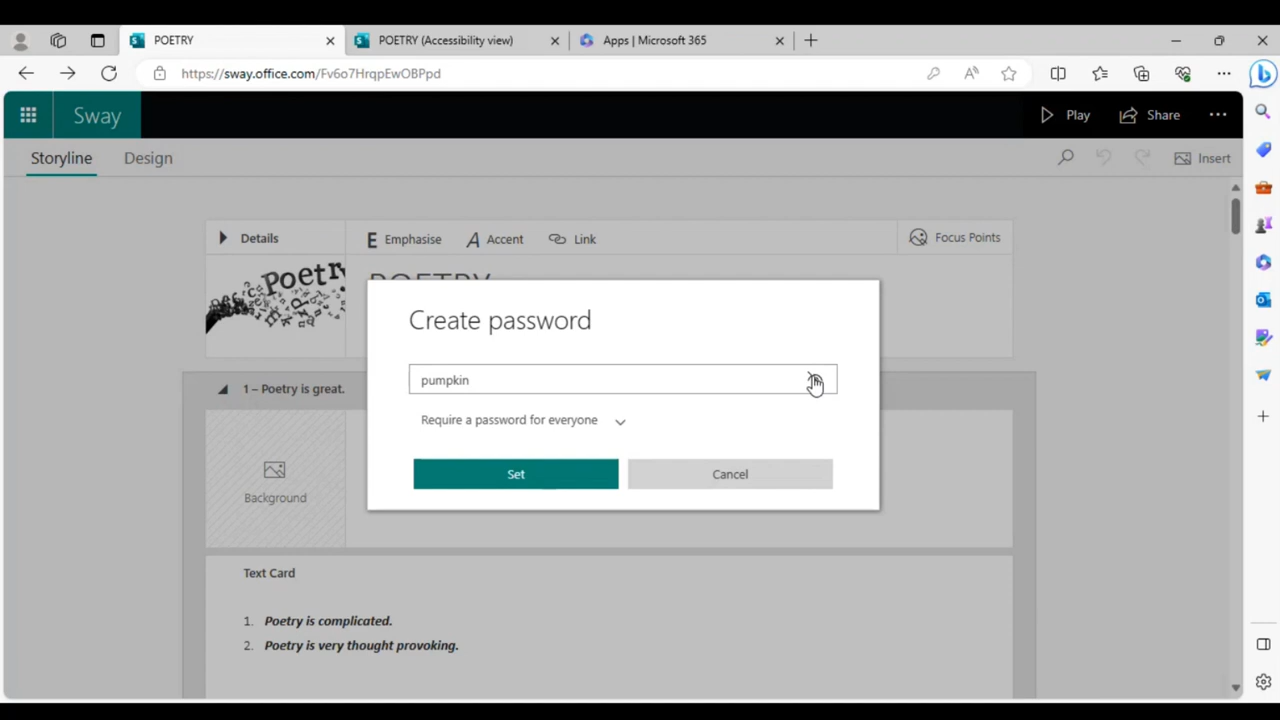 POETRY
POETRY (Accessibility view)
Apps | Microsoft 365
https://sway.office.com/Fv6o7HrqpEwOBPpd
Sway
Play
Share
Storyline
Design
Insert
Details
Emphasise
Accent
Link
Focus Points
Poetry
POETRY
Create password
pumpkin
Require a password for everyone
Set
Cancel
1 – Poetry is great.
Background
Text Card
1. Poetry is complicated.
2. Poetry is very thought provoking.